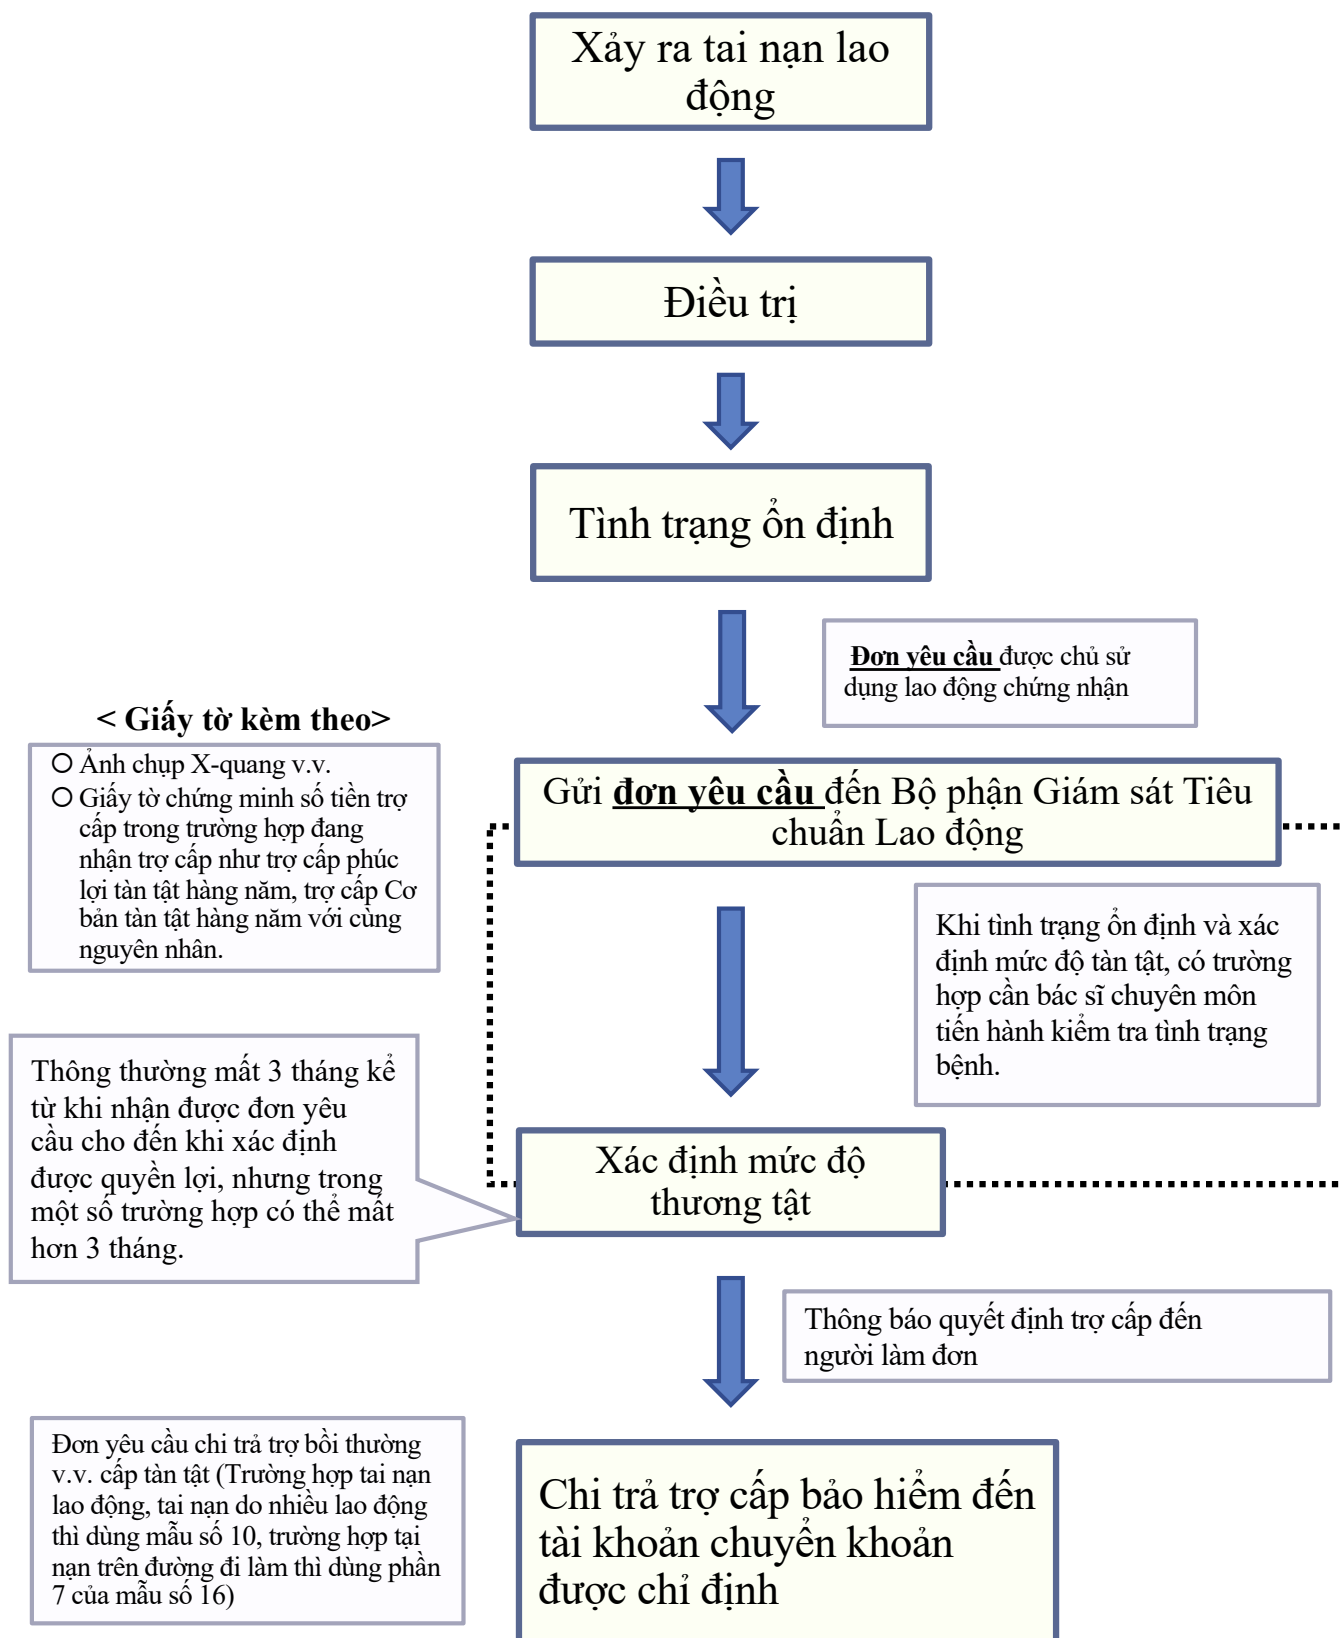 Xảy ra tai nạn lao
động
Điều trị
Tình trạng ổn định
Đơn yêu cầu được chủ sử
dụng lao động chứng nhận
< Giấy tờ kèm theo>
○ Ảnh chụp X-quang v.v.
○ Giấy tờ chứng minh số tiền trợ
cấp trong trường hợp đang
nhận trợ cấp như trợ cấp phúc
lợi tàn tật hàng năm, trợ cấp Cơ
bản tàn tật hàng năm với cùng
nguyên nhân.
Gửi đơn yêu cầu đến Bộ phận Giám sát Tiêu
chuẩn Lao động
Khi tình trạng ổn định và xác
định mức độ tàn tật, có trường
hợp cần bác sĩ chuyên môn
tiến hành kiểm tra tình trạng
bệnh.
Thông thường mất 3 tháng kể
từ khi nhận được đơn yêu
cầu cho đến khi xác định
được quyền lợi, nhưng trong
một số trường hợp có thể mất
hơn 3 tháng.
Xác định mức độ
thương tật
Thông báo quyết định trợ cấp đến
người làm đơn
Đơn yêu cầu chi trả trợ bồi thường
v.v. cấp tàn tật (Trường hợp tai nạn
lao động, tai nạn do nhiều lao động
thì dùng mẫu số 10, trường hợp tại
nạn trên đường đi làm thì dùng phần
7 của mẫu số 16)
Chi trả trợ cấp bảo hiểm đến
tài khoản chuyển khoản
được chỉ định